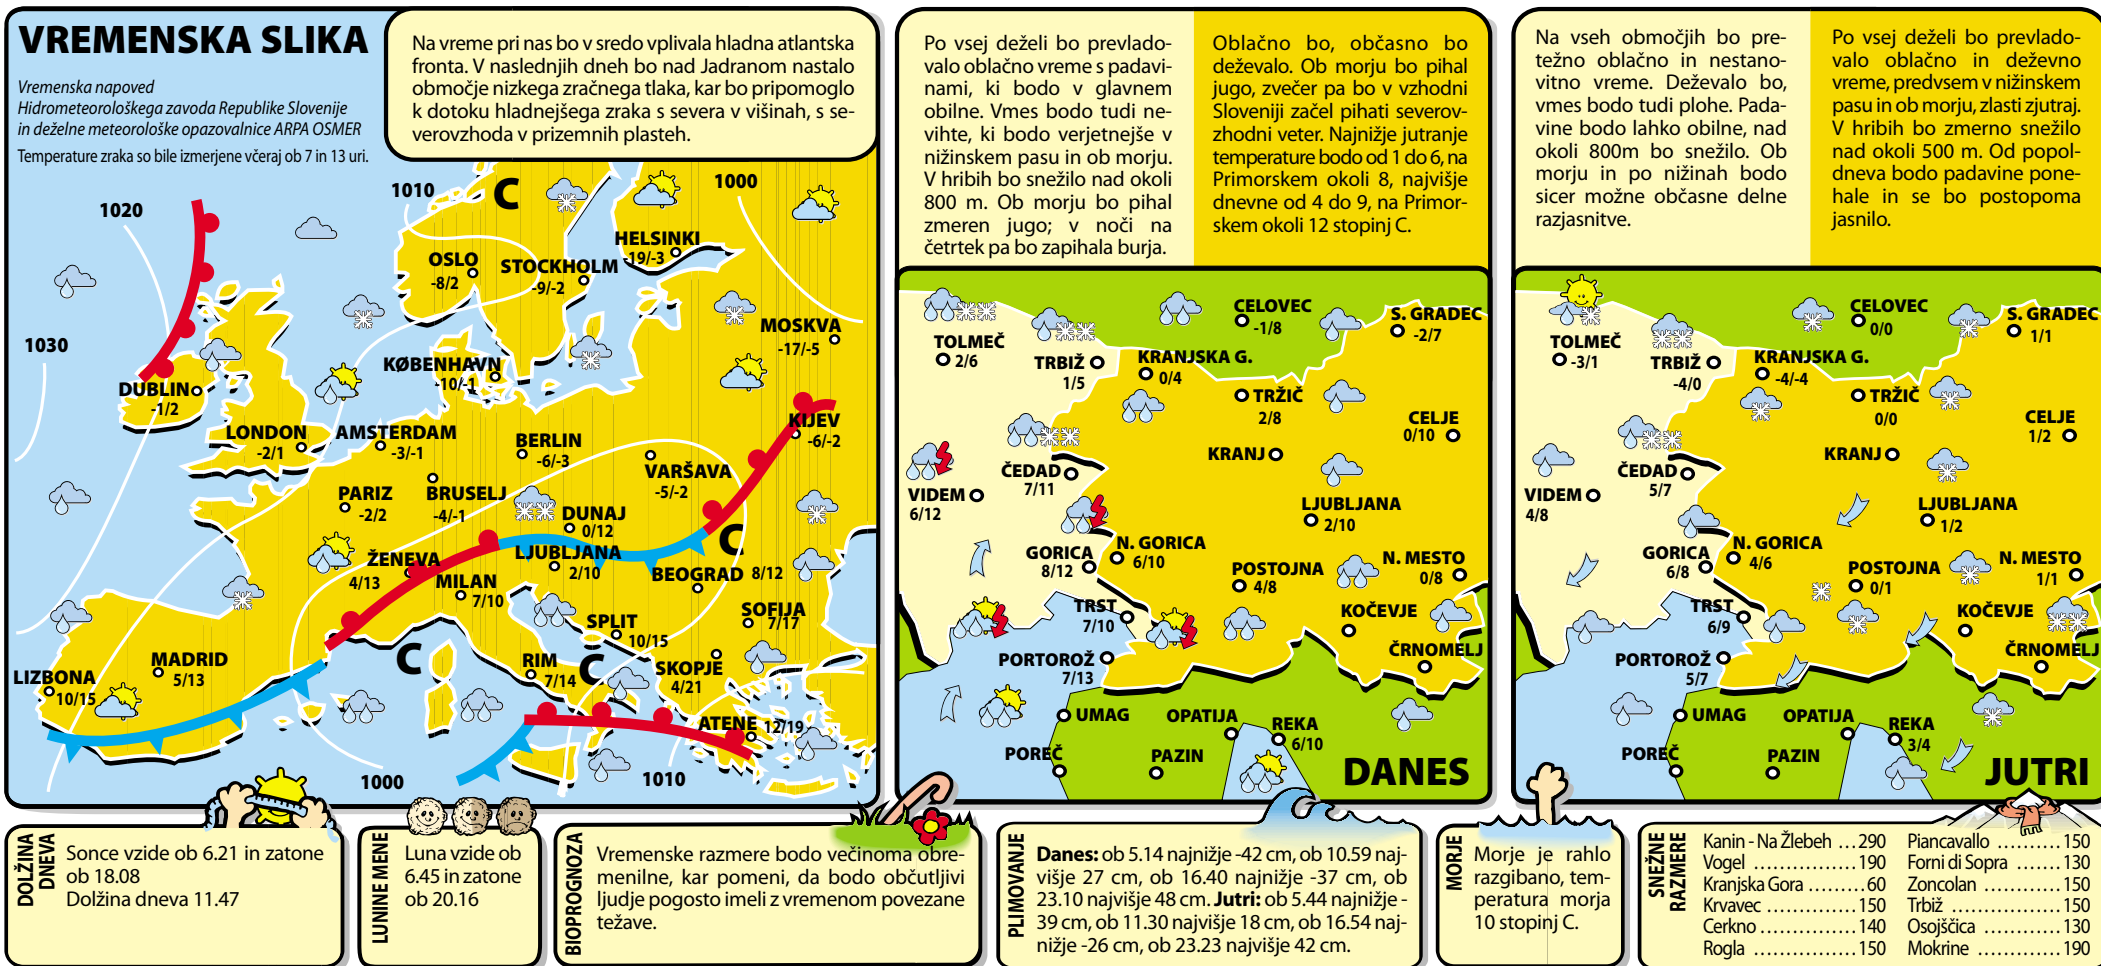 VREMENSKA SLIKA
Vremenska napoved
Hidrometeorološkega zavoda Republike Slovenije
in deželne meteorološke opazovalnice ARPA OSMER
Temperature zraka so bile izmerjene včeraj ob 7 in 13 uri.
Na vreme pri nas bo v sredo vplivala hladna atlantska
fronta. V naslednjih dneh bo nad Jadranom nastalo
območje nizkega zračnega tlaka, kar bo pripomoglo
k dotoku hladnejšega zraka s severa v višinah, s se-
verovzhoda v prizemnih plasteh.
1010
1000
1020
1030
C
HELSINKI
-19/-3
OSLO
-8/2
STOCKHOLM
-9/-2
MOSKVA
-17/-5
KØBENHAVN
-10/-1
DUBLIN
-1/2
KIJEV
-6/-2
LONDON
-2/1
AMSTERDAM
-3/-1
BERLIN
-6/-3
VARŠAVA
-5/-2
PARIZ
-2/2
BRUSELJ
-4/-1
DUNAJ
0/12
C
ŽENEVA
4/13
LJUBLJANA
2/10
MILAN
7/10
BEOGRAD 8/12
SOFIJA
7/17
SPLIT
10/15
C
C
MADRID
5/13
LIZBONA
10/15
RIM
7/14
SKOPJE
4/21
ATENE 12/19
1000
1010
Po vsej deželi bo prevlado-
valo oblačno vreme s padavi-
nami, ki bodo v glavnem
obilne. Vmes bodo tudi ne-
vihte, ki bodo verjetnejše v
nižinskem pasu in ob morju.
V hribih bo snežilo nad okoli
800 m. Ob morju bo pihal
zmeren jugo; v noči na
četrtek pa bo zapihala burja.
Oblačno bo, občasno bo
deževalo. Ob morju bo pihal
jugo, zvečer pa bo v vzhodni
Sloveniji začel pihati severov-
zhodni veter. Najnižje jutranje
temperature bodo od 1 do 6, na
Primorskem okoli 8, najvišje
dnevne od 4 do 9, na Primor-
skem okoli 12 stopinj C.
CELOVEC
-1/8
S. GRADEC
-2/7
TOLMEČ
2/6
TRBIŽ
1/5
KRANJSKA G.
0/4
TRŽIČ
2/8
CELJE
0/10
KRANJ
ČEDAD
7/11
VIDEM
6/12
LJUBLJANA
2/10
GORICA
8/12
N. GORICA
6/10
POSTOJNA
4/8
N. MESTO
0/8
TRST
7/10
KOČEVJE
PORTOROŽ
7/13
ČRNOMELJ
UMAG
OPATIJA
REKA
6/10
POREČ
PAZIN
DANES
Na vseh območjih bo pre-
težno oblačno in nestano-
vitno vreme. Deževalo bo,
vmes bodo tudi plohe. Pada-
vine bodo lahko obilne, nad
okoli 800m bo snežilo. Ob
morju in po nižinah bodo
sicer možne občasne delne
razjasnitve.
Po vsej deželi bo prevlado-
valo oblačno in deževno
vreme, predvsem v nižinskem
pasu in ob morju, zlasti zjutraj.
V hribih bo zmerno snežilo
nad okoli 500 m. Od popol-
dneva bodo padavine pone-
hale in se bo postopoma
jasnilo.
CELOVEC
0/0
S. GRADEC
1/1
TOLMEČ
-3/1
TRBIŽ
-4/0
KRANJSKA G.
-4/-4
TRŽIČ
0/0
CELJE
1/2
KRANJ
ČEDAD
5/7
VIDEM
4/8
LJUBLJANA
1/2
GORICA
6/8
N. GORICA
4/6
POSTOJNA
0/1
N. MESTO
1/1
TRST
6/9
KOČEVJE
PORTOROŽ
5/7
ČRNOMELJ
UMAG
OPATIJA
REKA
3/4
POREČ
PAZIN
JUTRI
DOLŽINA
DNEVA
Sonce vzide ob 6.21 in zatone
ob 18.08
Dolžina dneva 11.47
LUNINE MENE
Luna vzide ob
6.45 in zatone
ob 20.16
BIOPROGNOZA
Vremenske razmere bodo večinoma obre-
menilne, kar pomeni, da bodo občutljivi
ljudje pogosto imeli z vremenom povezane
težave.
PLIMOVANJE
Danes: ob 5.14 najnižje -42 cm, ob 10.59 naj-
višje 27 cm, ob 16.40 najnižje -37 cm, ob
23.10 najvišje 48 cm. Jutri: ob 5.44 najnižje -
39 cm, ob 11.30 najvišje 18 cm, ob 16.54 naj-
nižje -26 cm, ob 23.23 najvišje 42 cm.
MORJE
Morje je rahlo
razgibano, tem-
peratura morja
10 stopinj C.
SNEŽNE
RAZMERE
Kanin - Na Žlebeh ...290
Vogel ....................190
Kranjska Gora .........60
Krvavec .................150
Cerkno ..................140
Rogla ....................150
Piancavallo ..........150
Forni di Sopra ......130
Zoncolan .............150
Trbiž ....................150
Osojščica .............130
Mokrine ...............190